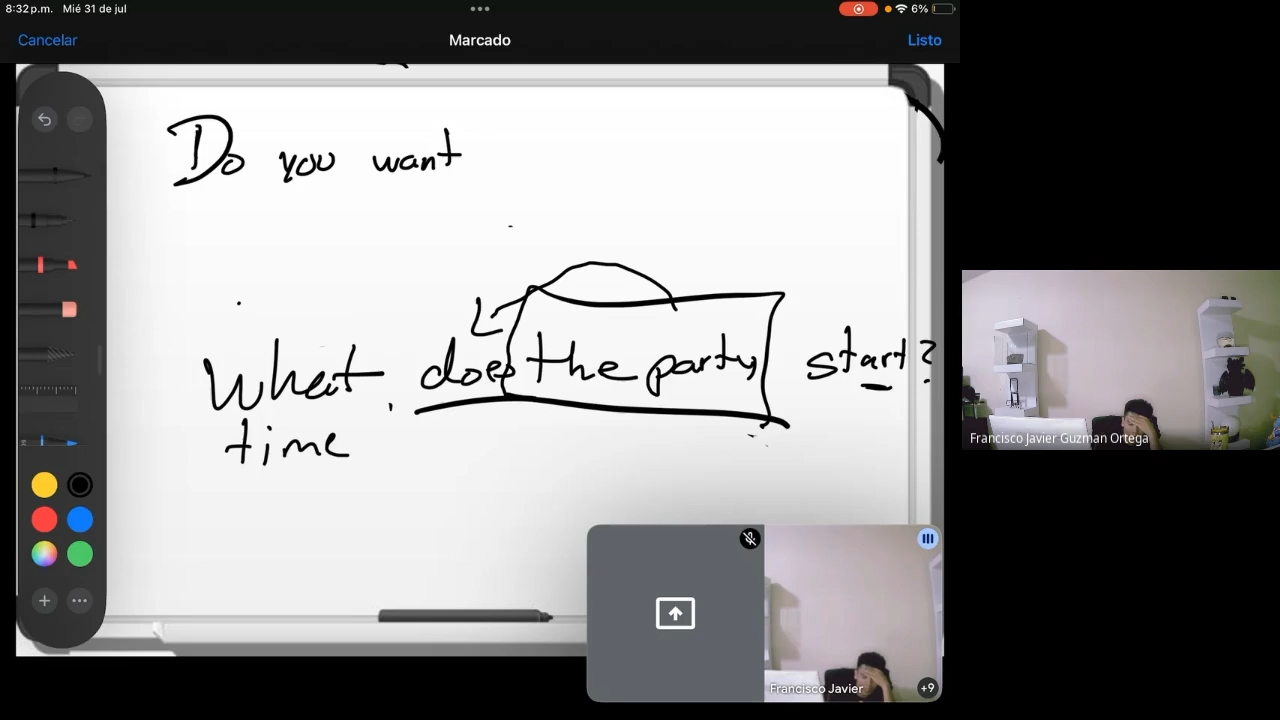 8:32 p.m. Mié 31 de jul
6%
Cancelar
Marcado
Listo
Do you want
What does the party start?
time
Francisco Javier Guzman Ortega
Francisco Javier
+9